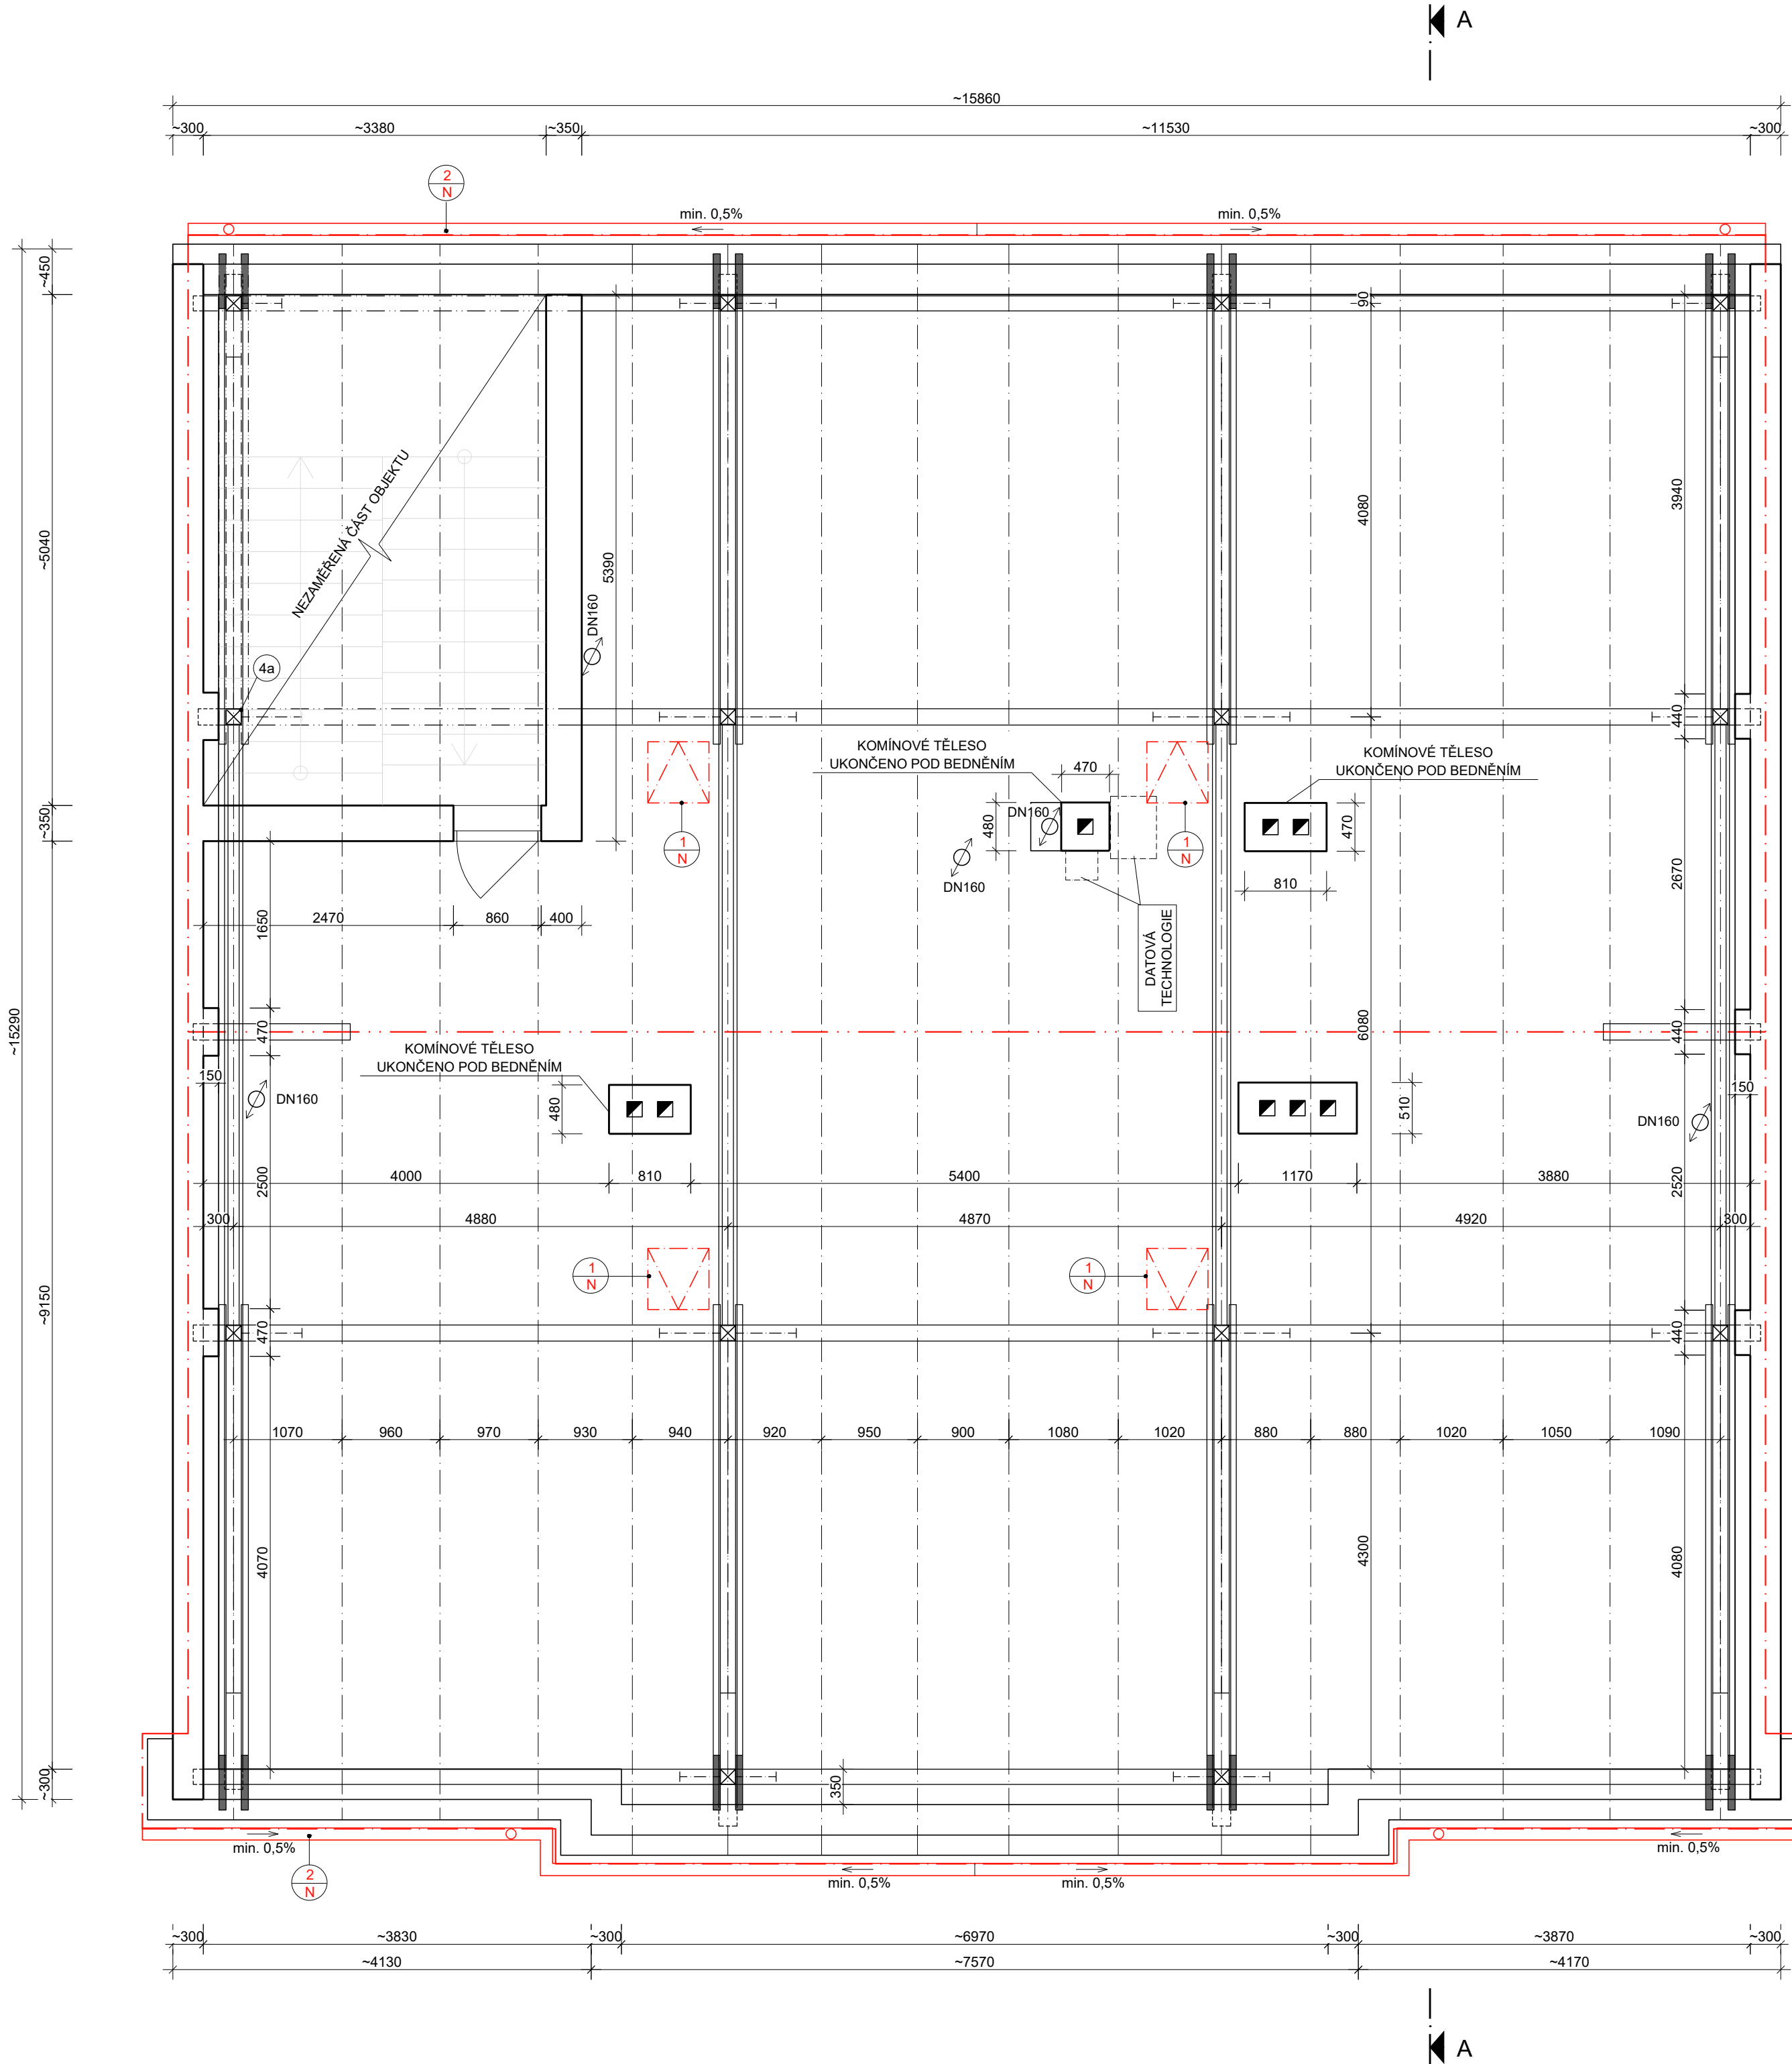 A
~15860
~300
~3380
~350
~11530
~300
2
N
min. 0,5%
min. 0,5%
~450
90
NEZAMĚŘENÁ ČÁST OBJEKTU
4080
3940
~5040
5390
DN160
4a
440
KOMÍNOVÉ TĚLESO
UKONČENO POD BEDNĚNÍM
470
KOMÍNOVÉ TĚLESO
UKONČENO POD BEDNĚNÍM
480
DN160
470
~350
1
N
1
N
DN160
810
2670
2470
860
400
1650
DATOVÁ
TECHNOLOGIE
~15290
470
6080
440
KOMÍNOVÉ TĚLESO
UKONČENO POD BEDNĚNÍM
150
DN160
480
510
150
DN160
4000
810
5400
1170
3880
2500
2520
300
4880
4870
4920
300
1
N
1
N
~9150
470
440
1070
960
970
930
940
920
950
900
1080
1020
880
880
1020
1050
1090
4070
4300
4080
~300
350
min. 0,5%
min. 0,5%
2
N
min. 0,5%
min. 0,5%
~300
~3830
~300
~6970
~300
~3870
~300
~4130
~7570
~4170
A